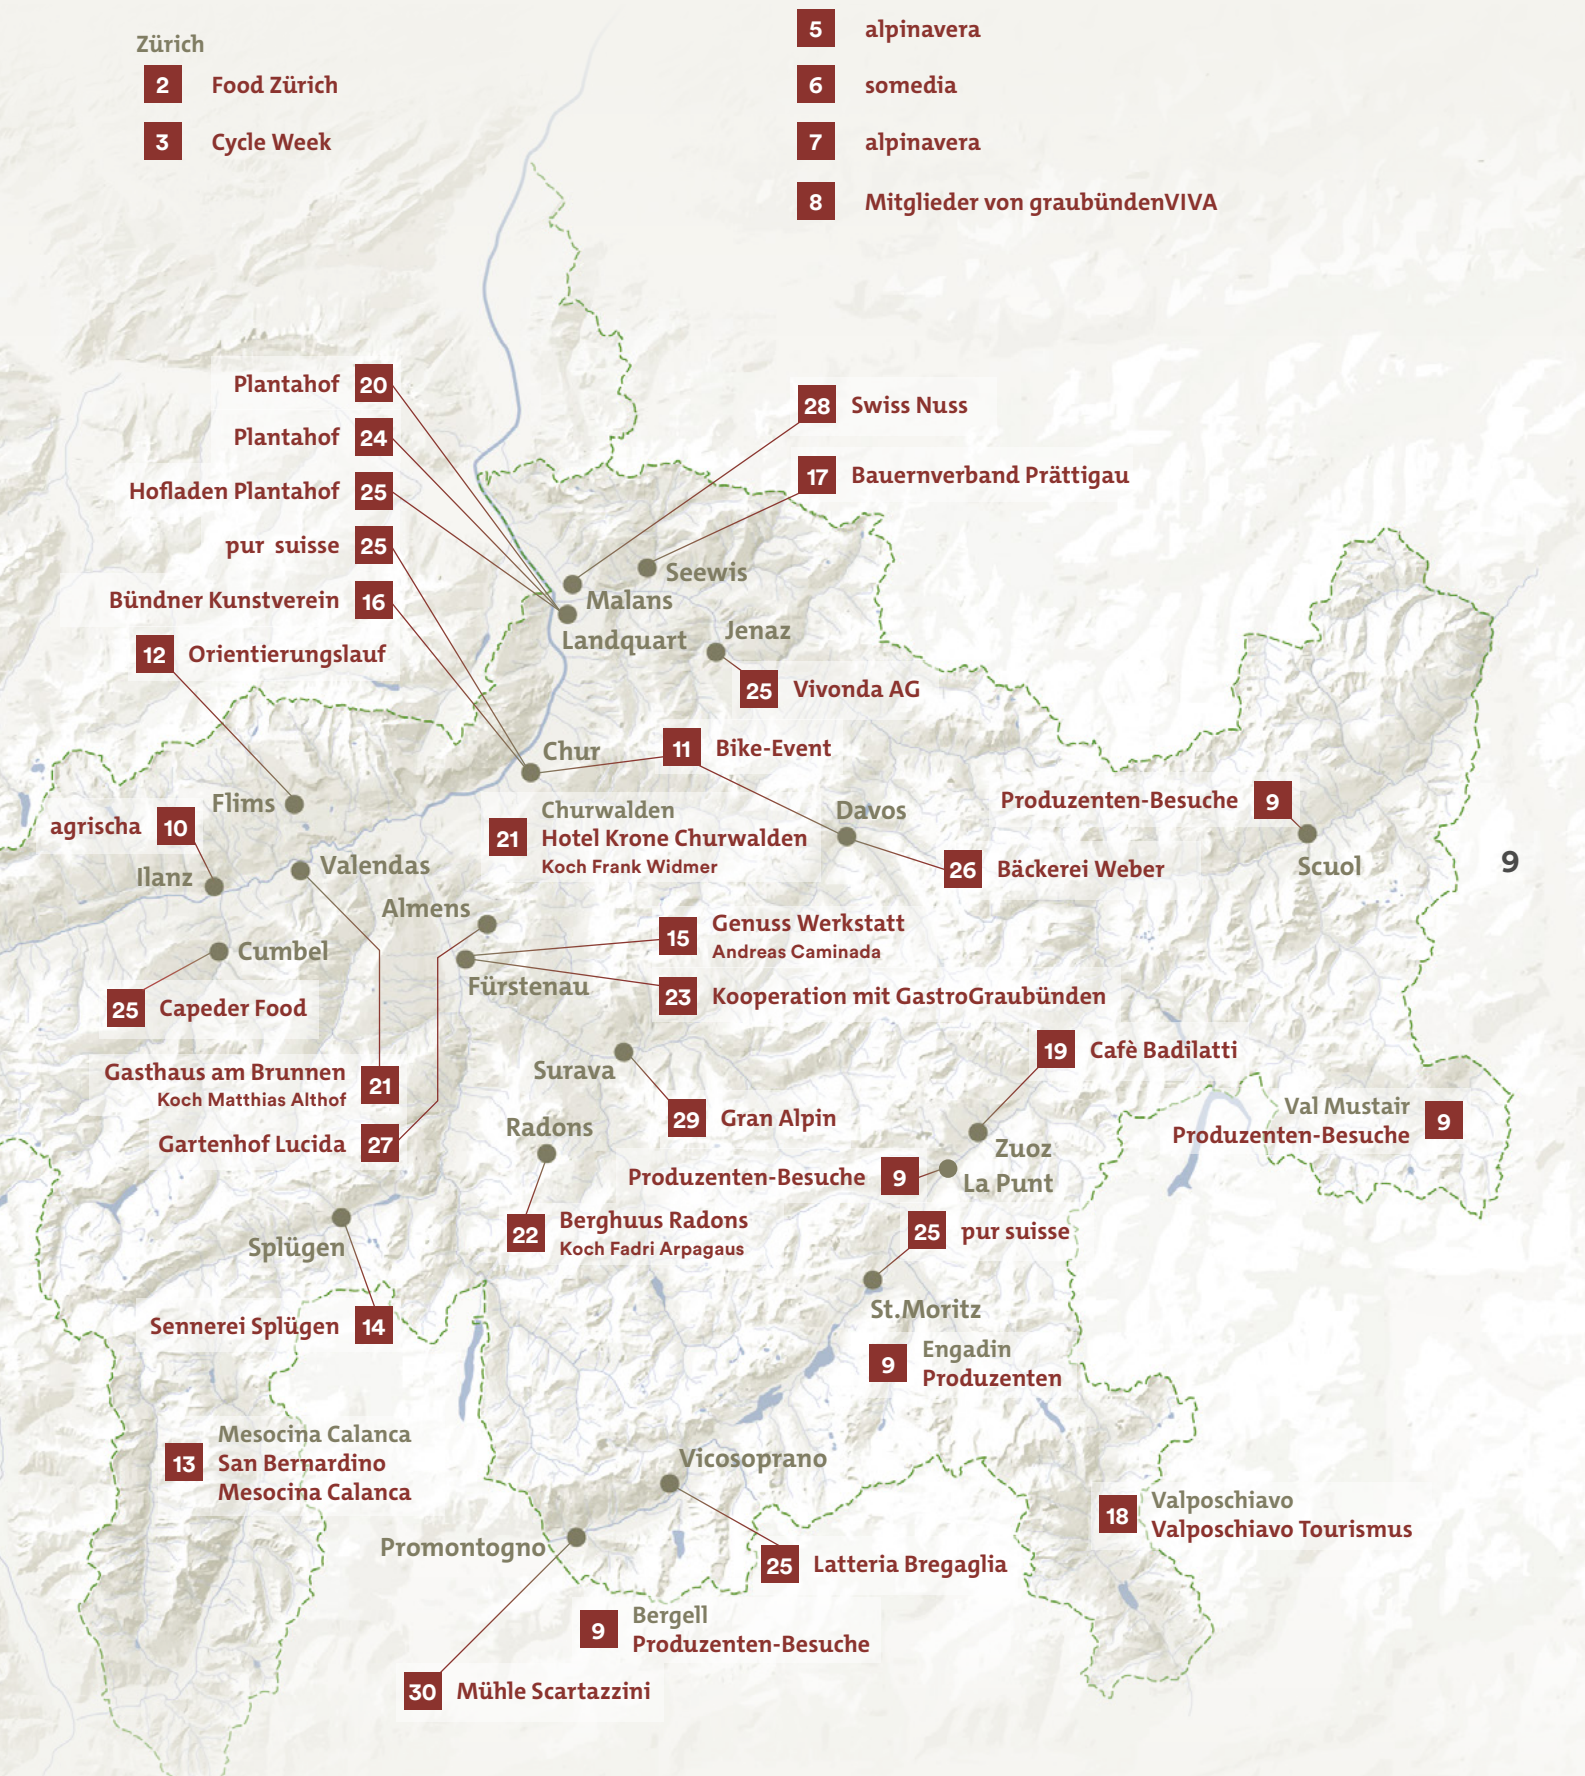 Zürich
2 Food Zürich
3 Cycle Week
5 alpinavera
6 somedia
7 alpinavera
8 Mitglieder von graubündenVIVA
Plantahof 20
Plantahof 24
Hofladen Plantahof 25
pur suisse 25
Bündner Kunstverein 16
12 Orientierungslauf
28 Swiss Nuss
17 Bauernverband Prättigau
Seewis
Malans
Landquart
Jenaz
25 Vivonda AG
Chur
11 Bike-Event
Flims
agrischa 10
Ilanz
Valendas
Churwalden
21 Hotel Krone Churwalden
Koch Frank Widmer
Davos
26 Bäckerei Weber
Produzenten-Besuche 9
Scuol
9
Almens
Cumbel
25 Capeder Food
Fürstenau
15 Genuss Werkstatt
Andreas Caminada
23 Kooperation mit GastroGraubünden
Gasthaus am Brunnen
Koch Matthias Althof
21
Gartenhof Lucida 27
Surava
29 Gran Alpin
19 Cafè Badilatti
Zuoz
La Punt
Produzenten-Besuche 9
Val Mustair
Produzenten-Besuche 9
Radons
22 Berghuus Radons
Koch Fadri Arpagaus
25 pur suisse
St.Moritz
Splügen
Sennerei Splügen 14
9 Engadin
Produzenten
13 Mesocina Calanca
San Bernardino
Mesocina Calanca
Vicosoprano
25 Latteria Bregaglia
18 Valposchiavo
Valposchiavo Tourismus
Promontogno
9 Bergell
Produzenten-Besuche
30 Mühle Scartazzini